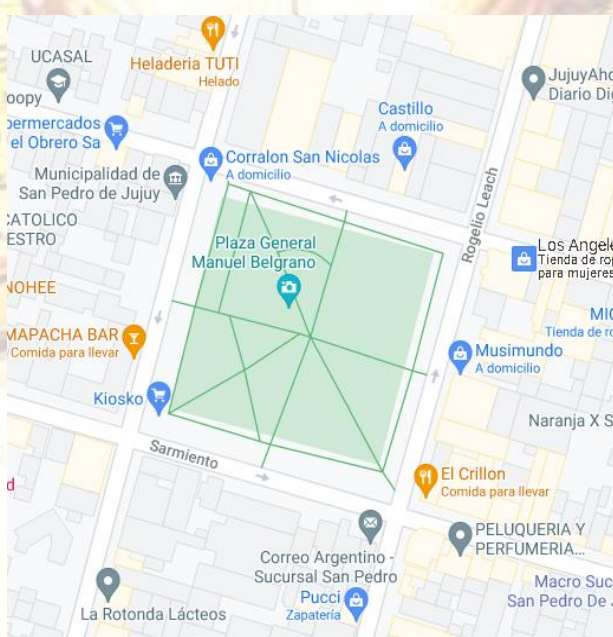 UCASAL
oopy
Heladeria TUTI
Helado
JujuyAho
Diario Di
permercados
el Obrero Sa
Castillo
A domicilio
Municipalidad de
San Pedro de Jujuy
Corralon San Nicolas
A domicilio
Rogelio Leach
CATOLICO
ESTRO
Plaza General
Manuel Belgrano
Los Angele
Tienda de ro
para mujeres
NOHEE
MAPACHA BAR
Comida para llevar
MIC
Tienda de ro
Musimundo
A domicilio
Kiosko
Naranja X S
Sarmiento
d
El Crillon
Comida para llevar
PELUQUERIA Y
PERFUMERIA...
Correo Argentino -
Sucursal San Pedro
Macro Suc
San Pedro De
La Rotonda Lácteos
Pucci
Zapatería